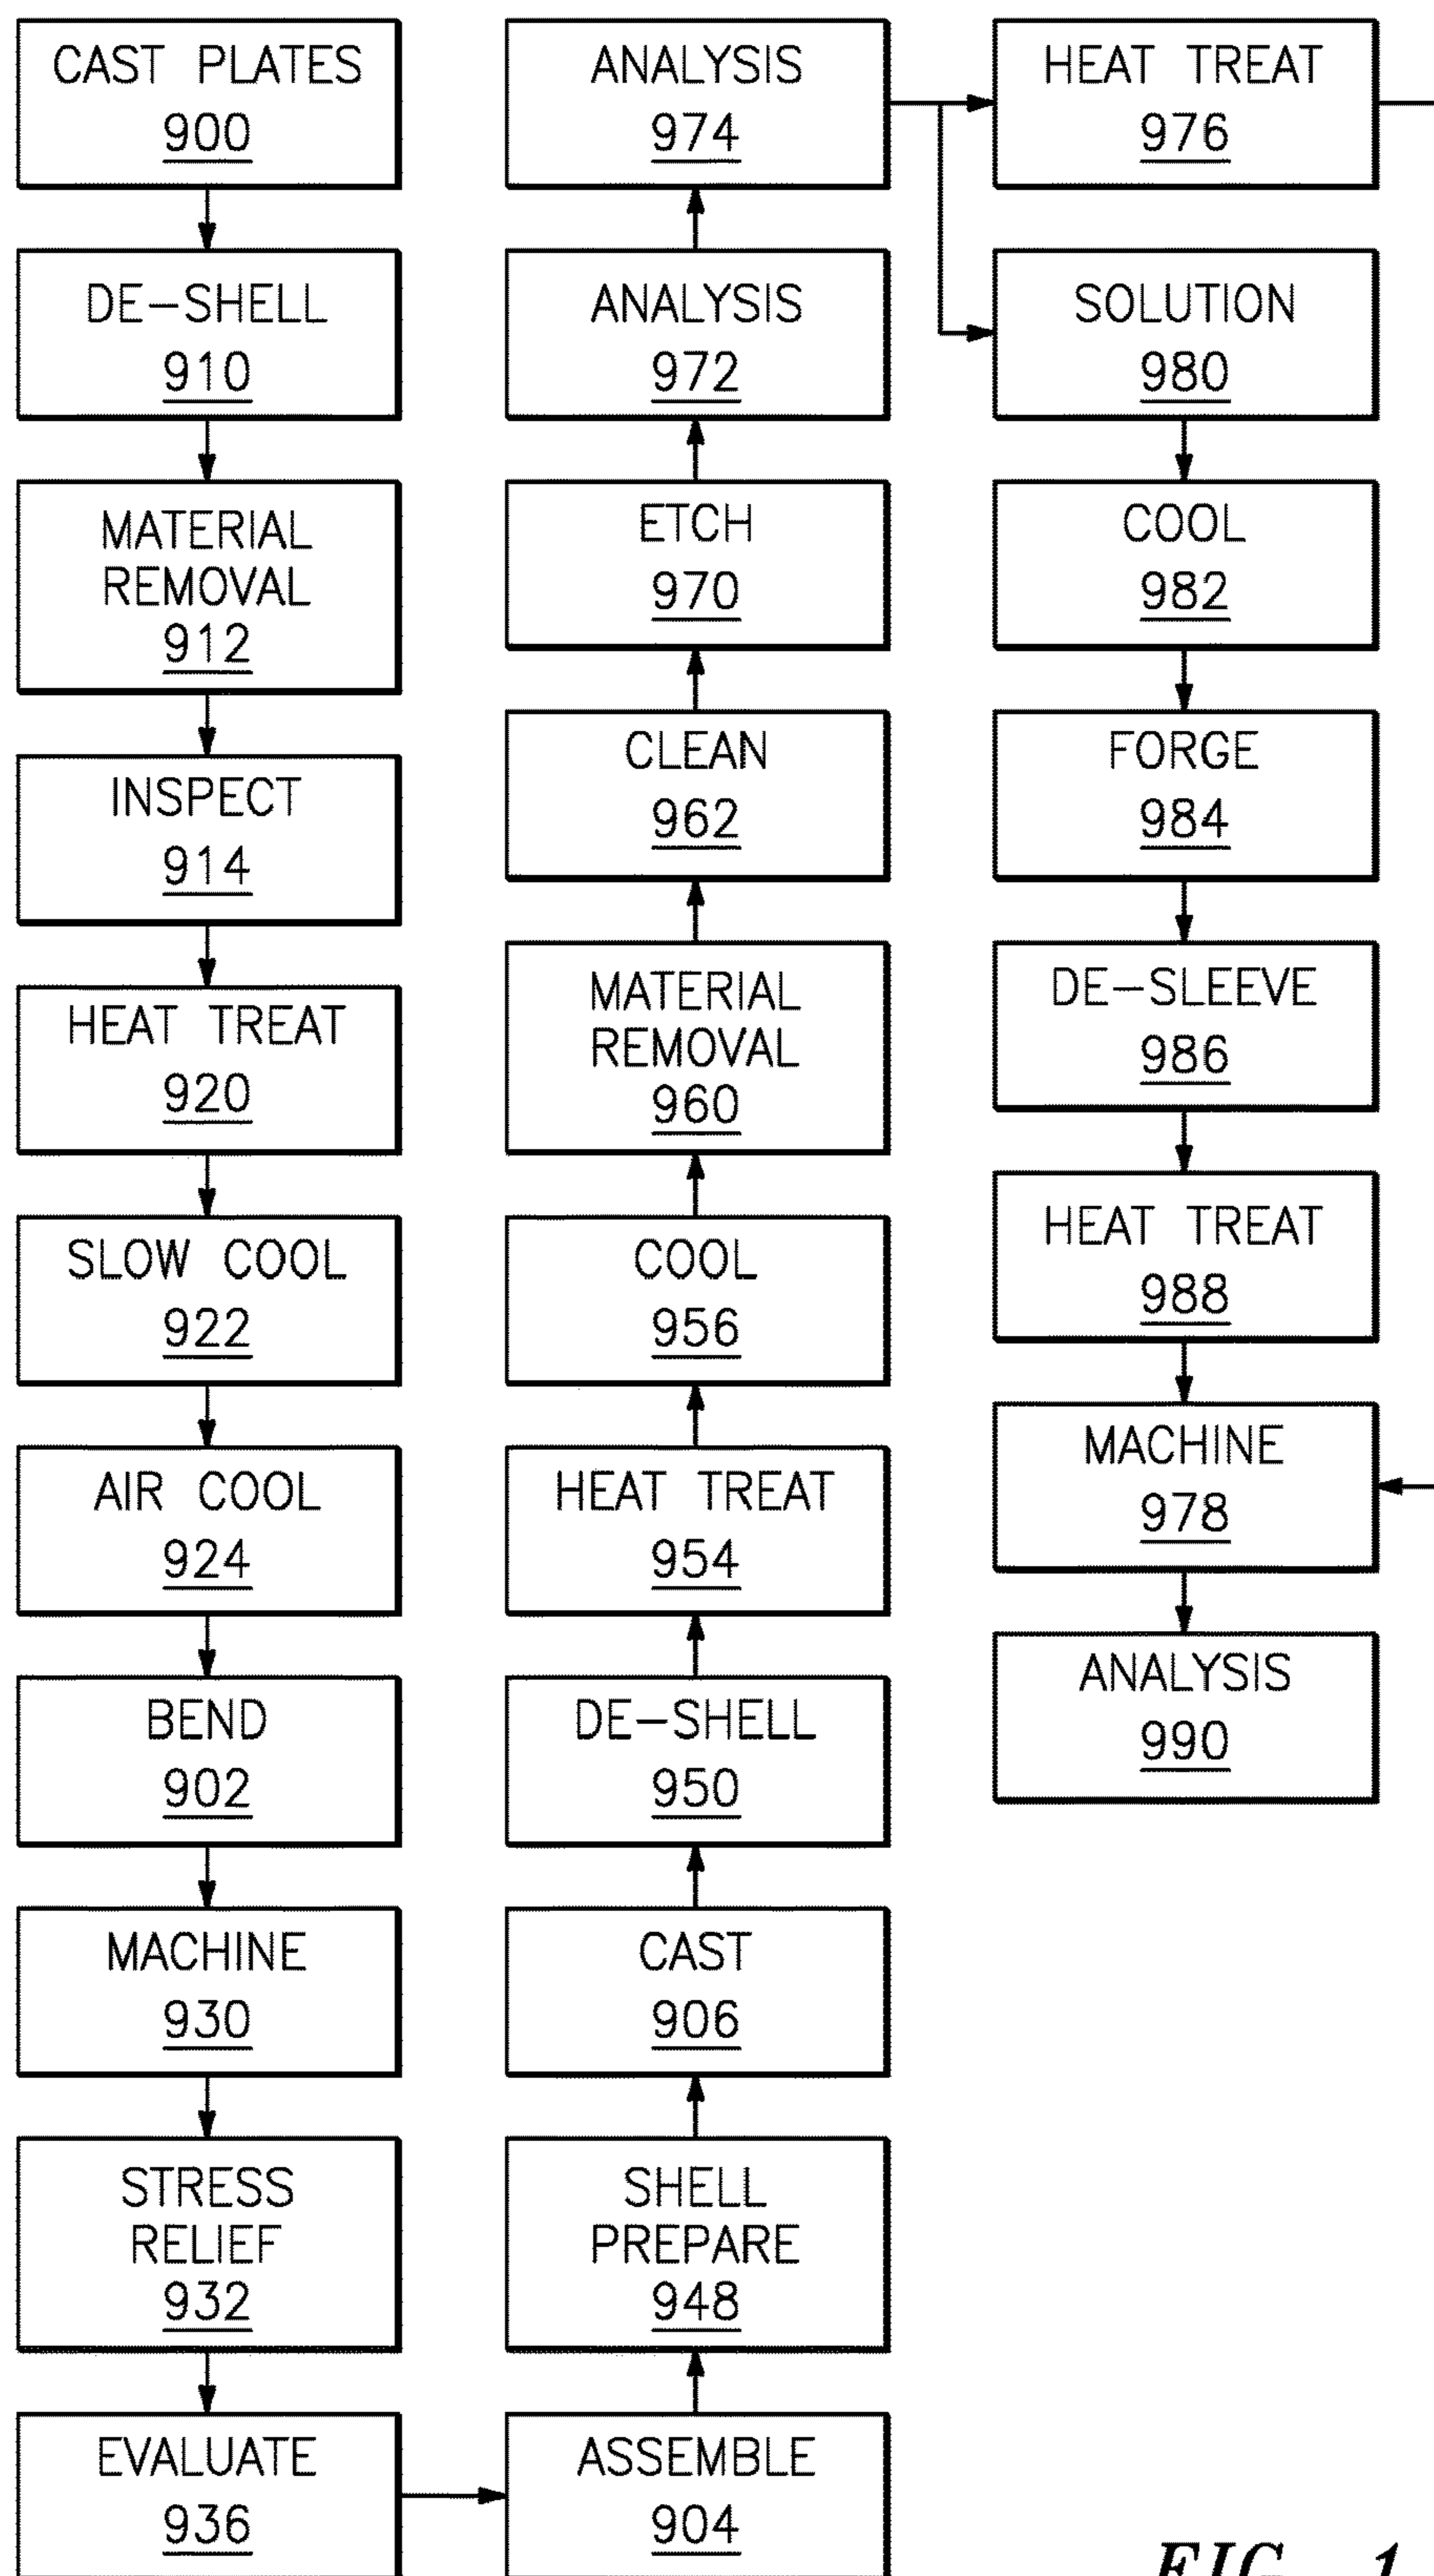 CAST PLATES
900
DE-SHELL
910
MATERIAL
REMOVAL
912
INSPECT
914
HEAT TREAT
920
SLOW COOL
922
AIR COOL
924
BEND
902
MACHINE
930
STRESS
RELIEF
932
EVALUATE
936
ASSEMBLE
904
SHELL
PREPARE
948
CAST
906
DE-SHELL
950
HEAT TREAT
954
COOL
956
MATERIAL
REMOVAL
960
CLEAN
962
ETCH
970
ANALYSIS
972
ANALYSIS
974
HEAT TREAT
976
SOLUTION
980
COOL
982
FORGE
984
DE-SLEEVE
986
HEAT TREAT
988
MACHINE
978
ANALYSIS
990
FIG. 1